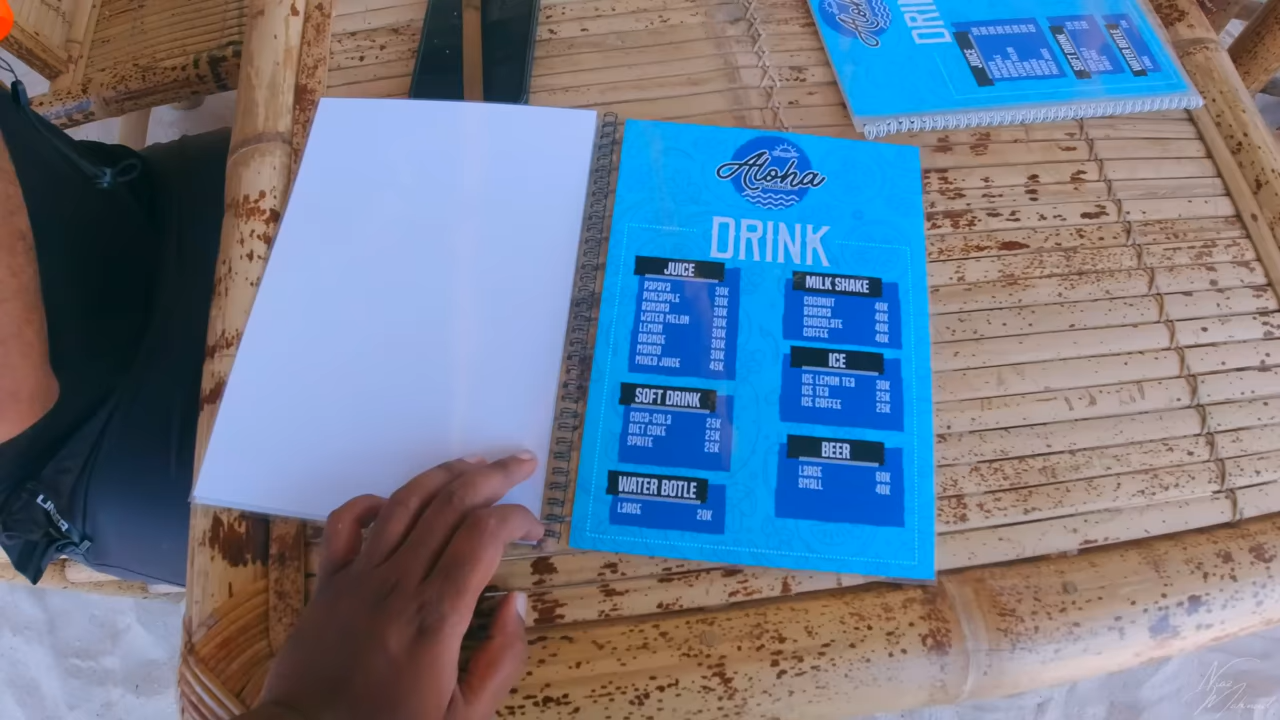 Aloha
DRINK
JUICE
PAPAYA 30K
PINEAPPLE 30K
BANANA 30K
WATER MELON 30K
LEMON 30K
ORANGE 30K
MANGO 30K
MIXED JUICE 45K
SOFT DRINK
COCA-COLA 25K
DIET COKE 25K
SPRITE 25K
WATER BOTLE
LARGE 20K
MILK SHAKE
COCONUT 40K
BANANA 40K
CHOCOLATE 40K
COFFEE 40K
ICE
ICE LEMON TEA 30K
ICE TEA 25K
ICE COFFEE 25K
BEER
LARGE 60K
SMALL 40K
JUICE
SOFT DRINK
WATER BOTLE